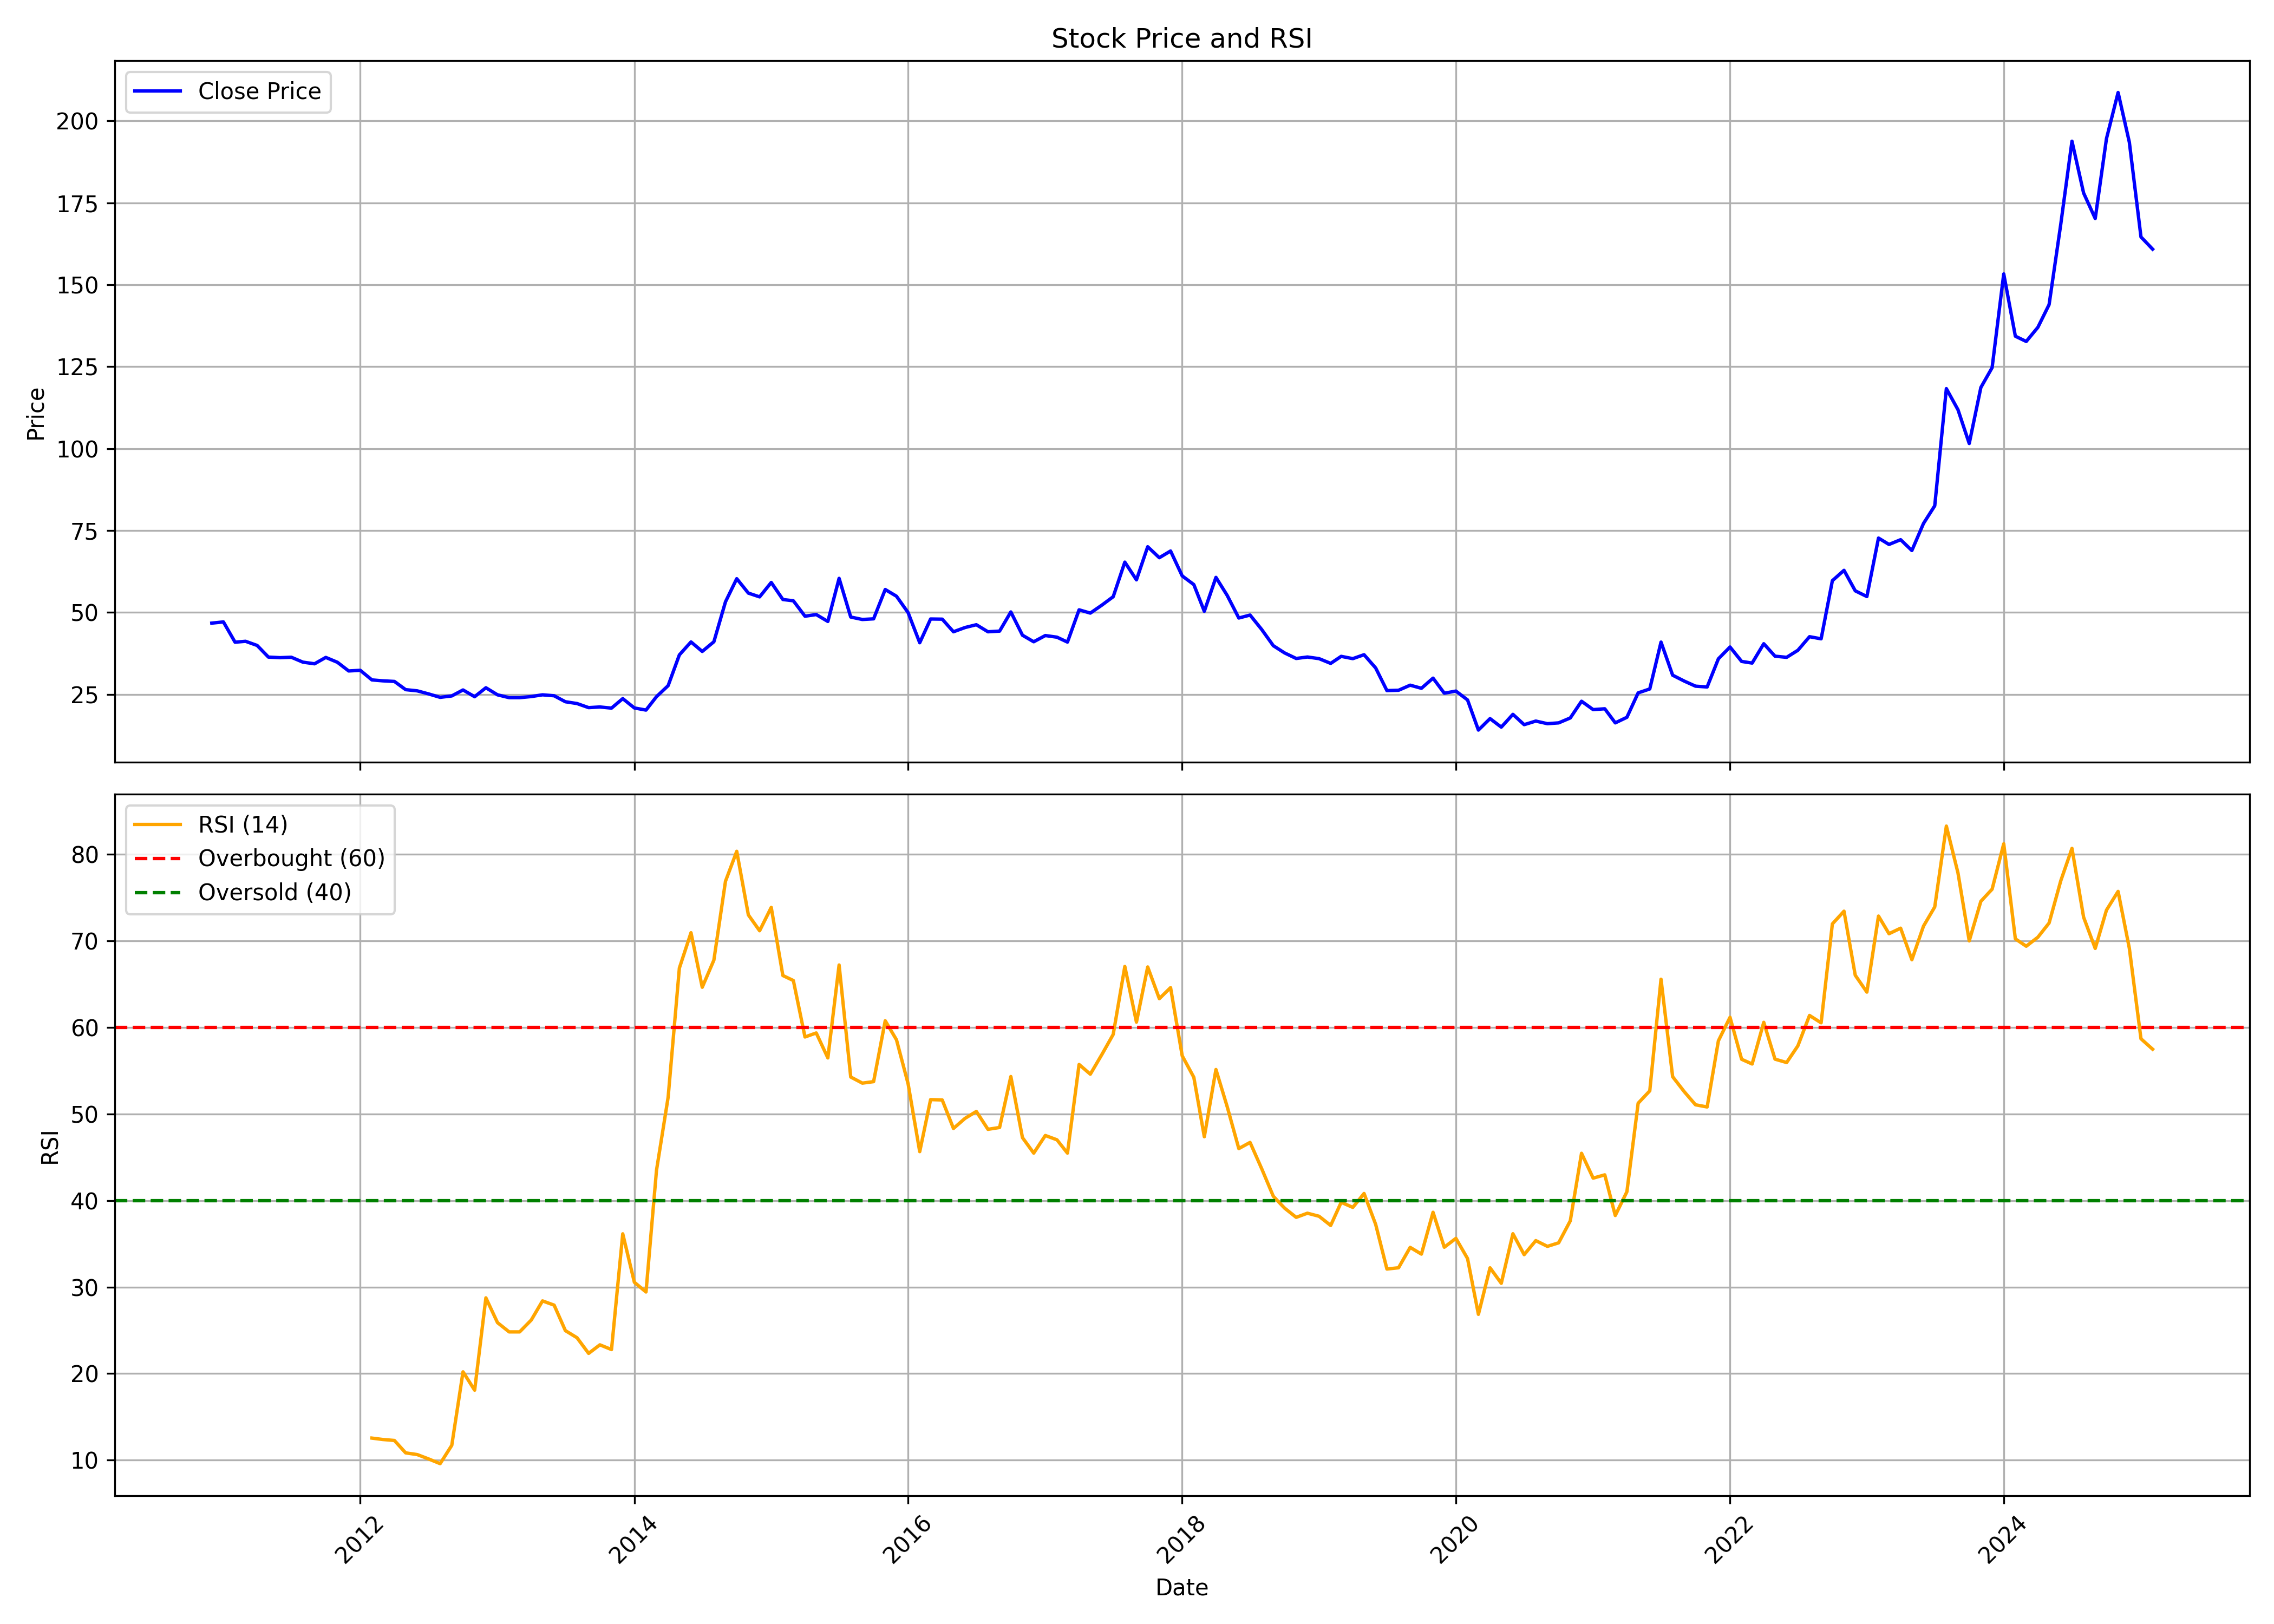 Stock Price and RSI
Close Price
200
175
150
125
100
75
50
25
Price
RSI (14)
Overbought (60)
Oversold (40)
80
70
60
50
40
30
20
10
RSI
2012
2014
2016
2018
2020
2022
2024
Date